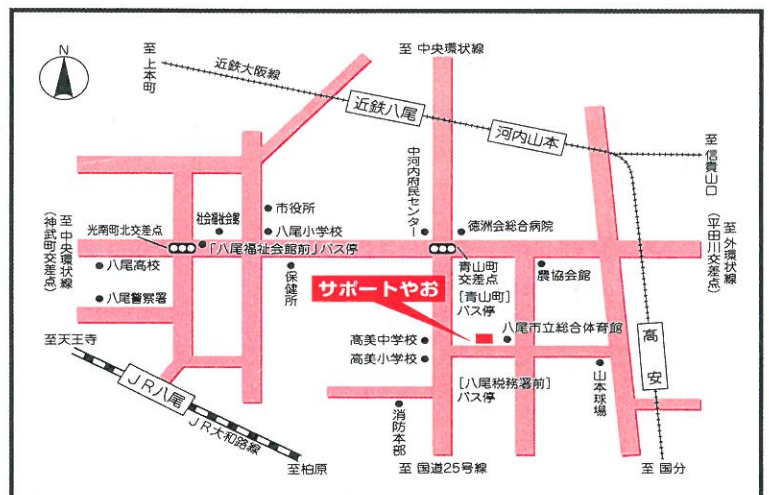 N
至上本町
近鉄大阪線
近鉄八尾
河内山本
至 中央環状線
至信貴山口
中河内府民センター
徳洲会総合病院
市役所
八尾小学校
社会福祉会館
光南町北交差点
「八尾福祉会館前」バス停
至中央環状線
(神武町交差点)
至外環状線
(平田川交差点)
八尾高校
八尾警察署
保健所
青山町
交差点
農協会館
サポートやお
[青山町]
バス停
八尾市立総合体育館
高美中学校
高美小学校
[八尾税務署前]
バス停
山本球場
高安
消防本部
至天王寺
JR八尾
JR大和路線
至柏原
至 国道25号線
至 国分